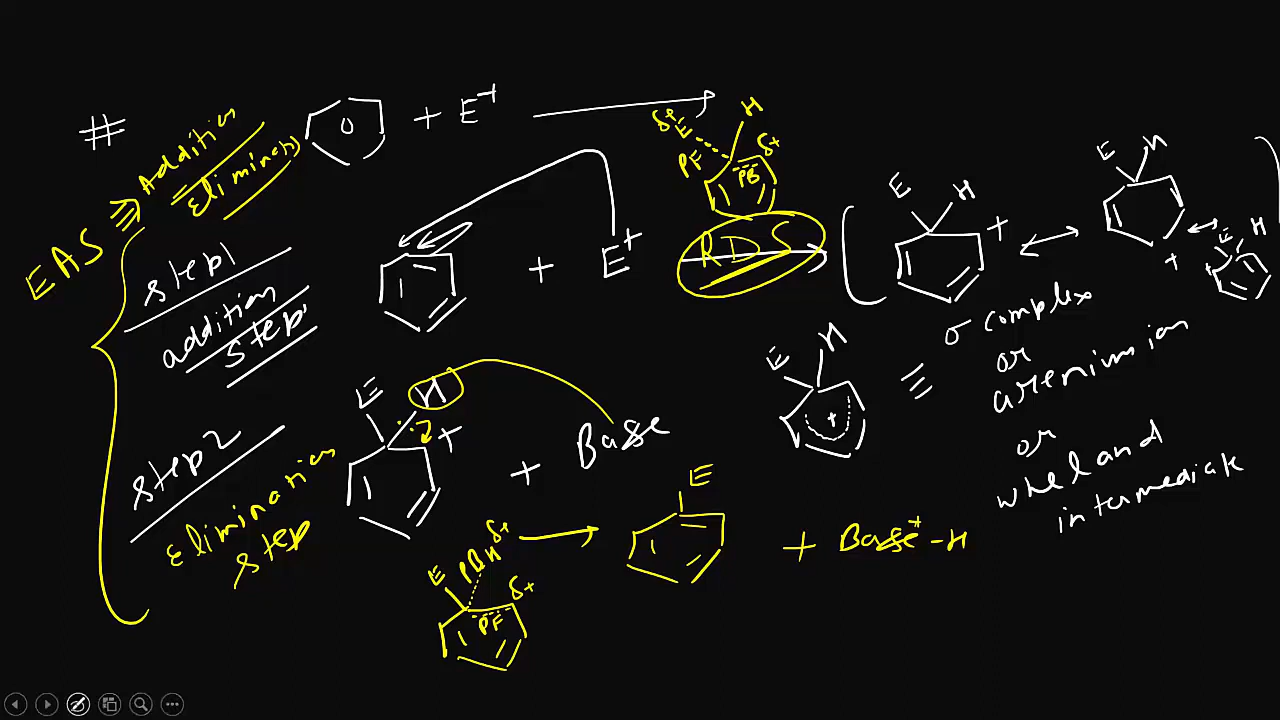 #
+ E+
EAS ⇒ Addition
Elimination
δ+ E H δ+
PF PB
step1
addition
step
+ E+
RDS
E H +
E H +
E H +
σ complex
or
arenium ion
or
wheland
intermediate
E H + ≡
step2
Elimination
step
E H +
+ Base
E
+ Base+-H
E PB H δ+
PF δ+